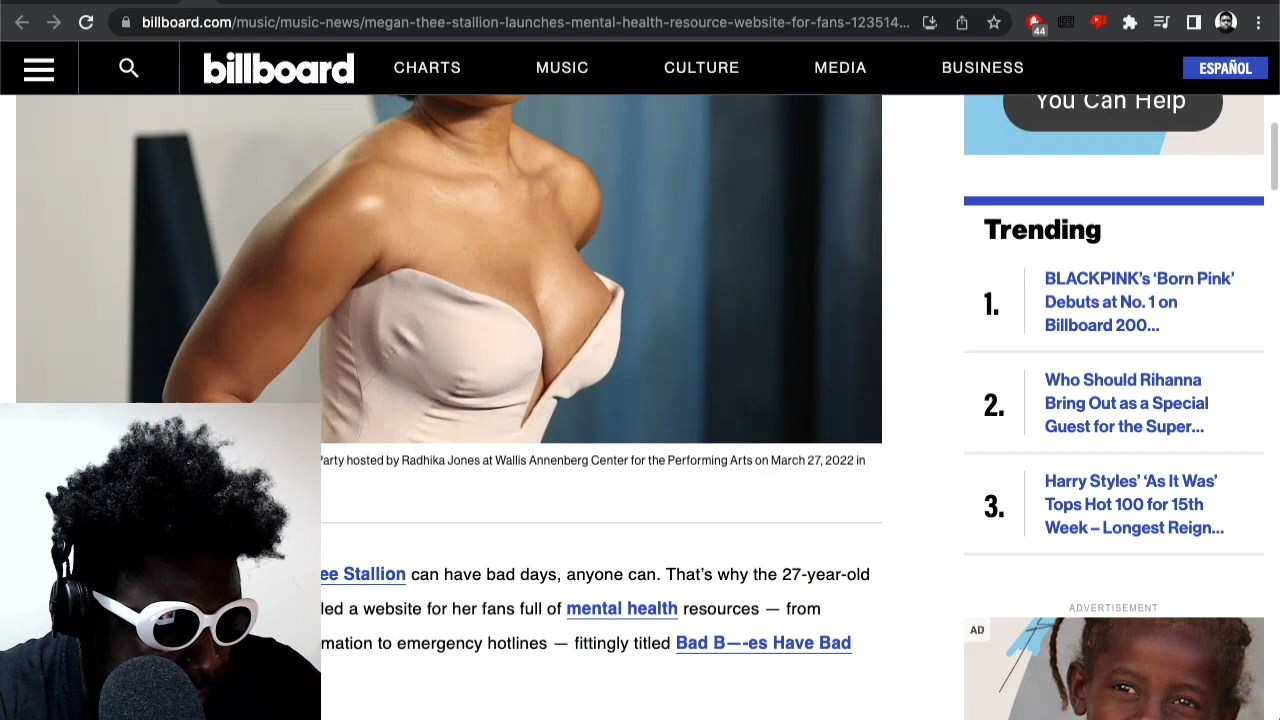 billboard.com/music/music-news/megan-thee-stallion-launches-mental-health-resource-website-for-fans-123514...
44
billboard
CHARTS
MUSIC
CULTURE
MEDIA
BUSINESS
ESPAÑOL
You Can Help
Trending
1.
BLACKPINK's 'Born Pink'
Debuts at No. 1 on
Billboard 200...
2.
Who Should Rihanna
Bring Out as a Special
Guest for the Super...
3.
Harry Styles' 'As It Was'
Tops Hot 100 for 15th
Week – Longest Reign...
ADVERTISEMENT
AD
Party hosted by Radhika Jones at Wallis Annenberg Center for the Performing Arts on March 27, 2022 in
ee Stallion can have bad days, anyone can. That's why the 27-year-old
led a website for her fans full of mental health resources — from
mation to emergency hotlines — fittingly titled Bad B—-es Have Bad